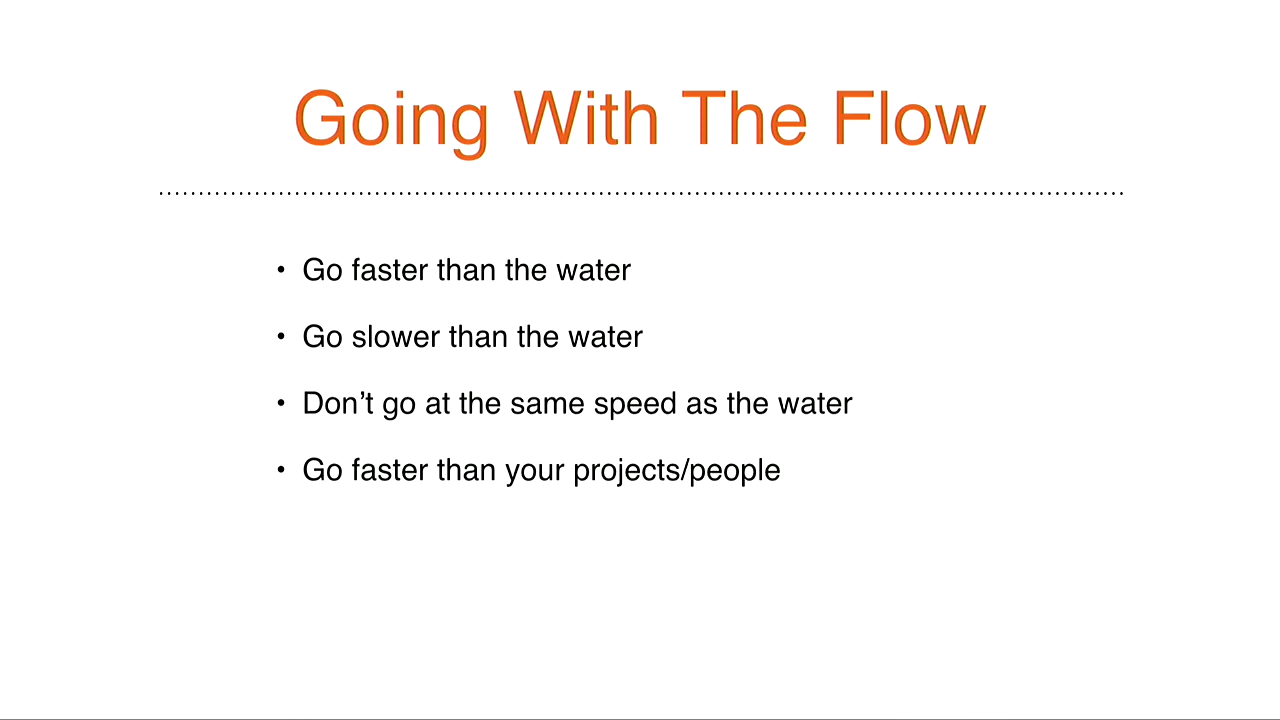 Going With The Flow
• Go faster than the water
• Go slower than the water
• Don’t go at the same speed as the water
• Go faster than your projects/people